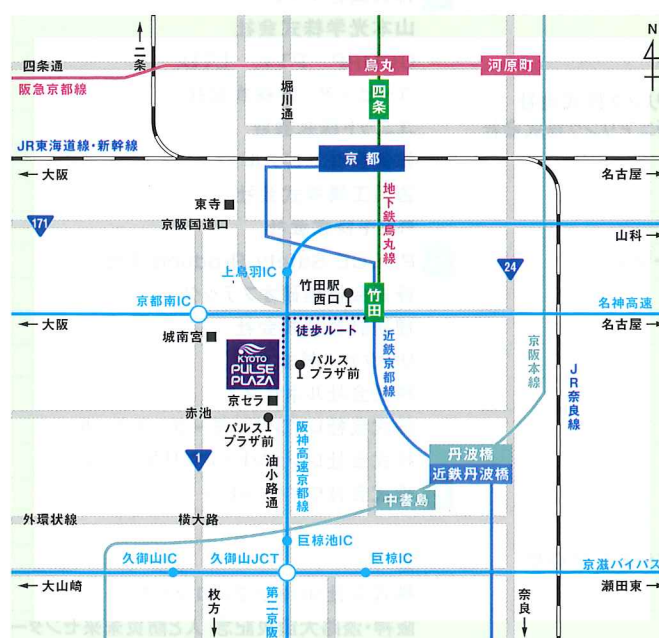 N
二条
四条通
阪急京都線
堀川通
烏丸
河原町
四条
JR東海道線・新幹線
京都
大阪
名古屋
東寺
京阪国道口
171
地下鉄烏丸線
山科
24
上鳥羽IC
竹田駅
西口
竹田
京都南IC
名神高速
大阪
名古屋
徒歩ルート
城南宮
KYOTO
PULSE
PLAZA
パルス
プラザ前
近鉄京都線
京阪本線
JR奈良線
京セラ
赤池
パルス
プラザ前
1
油小路通
阪神高速京都線
丹波橋
近鉄丹波橋
中書島
外環状線
横大路
巨椋池IC
久御山IC
久御山JCT
巨椋IC
京滋バイパス
大山崎
瀬田東
枚方
第二京阪
奈良